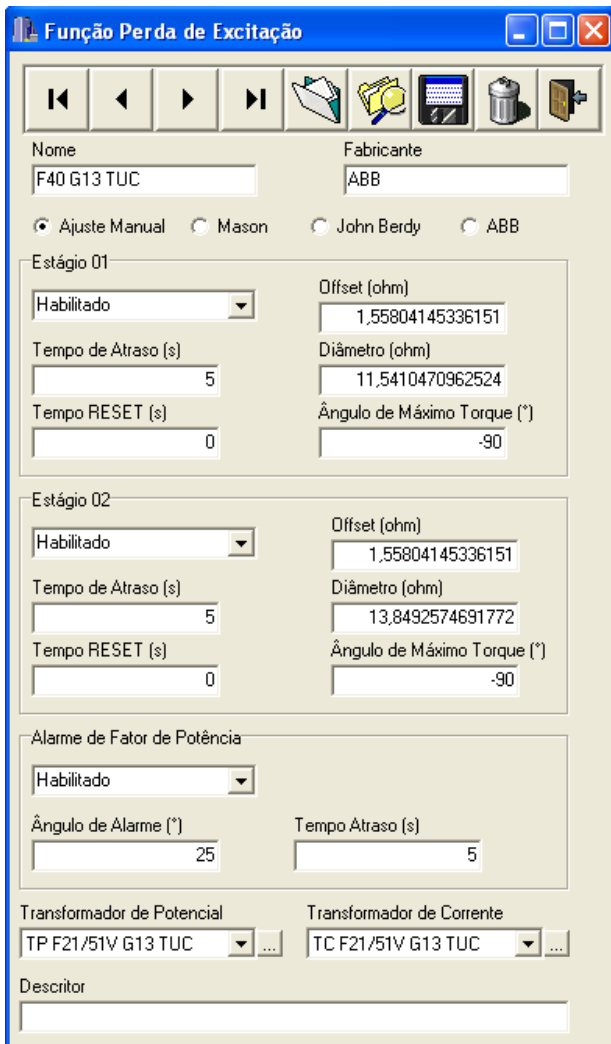 Função Perda de Excitação
Nome Fabricante
F40 G13 TUC ABB
Ajuste Manual Mason John Berdy ABB
Estágio 01
Offset (ohm)
Habilitado 1,55804145336151
Tempo de Atraso (s) Diâmetro (ohm)
5 11,5410470962524
Tempo RESET (s) Ângulo de Máximo Torque (°)
0 -90
Estágio 02
Offset (ohm)
Habilitado 1,55804145336151
Tempo de Atraso (s) Diâmetro (ohm)
5 13,8492574691772
Tempo RESET (s) Ângulo de Máximo Torque (°)
0 -90
Alarme de Fator de Potência
Habilitado
Ângulo de Alarme (°) Tempo Atraso (s)
25 5
Transformador de Potencial Transformador de Corrente
TP F21/51V G13 TUC ... TC F21/51V G13 TUC ...
Descritor